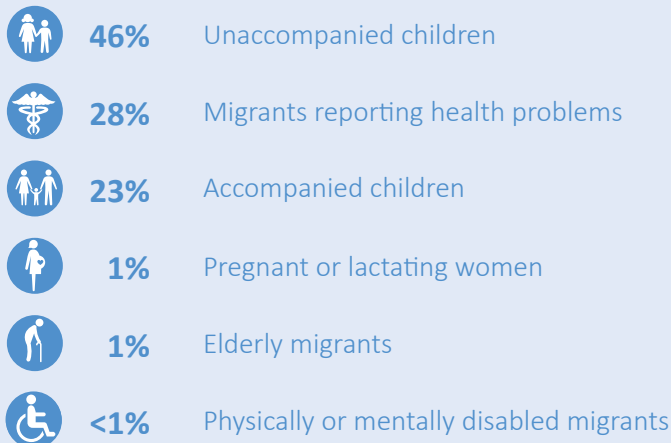 46% Unaccompanied children
28% Migrants reporting health problems
23% Accompanied children
1% Pregnant or lactating women
1% Elderly migrants
<1% Physically or mentally disabled migrants